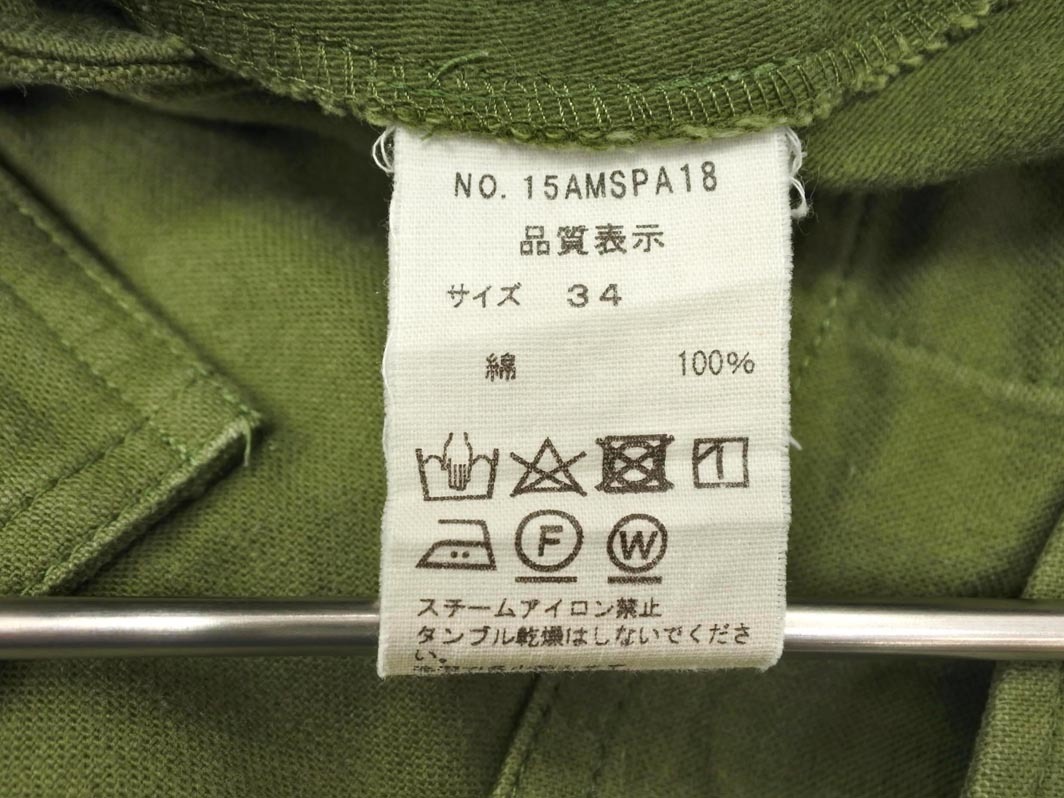 NO. 15AMSPA18
品質表示
サイズ 34
綿 100%
F W
スチームアイロン禁止
タンブル乾燥はしないでくださ
い。